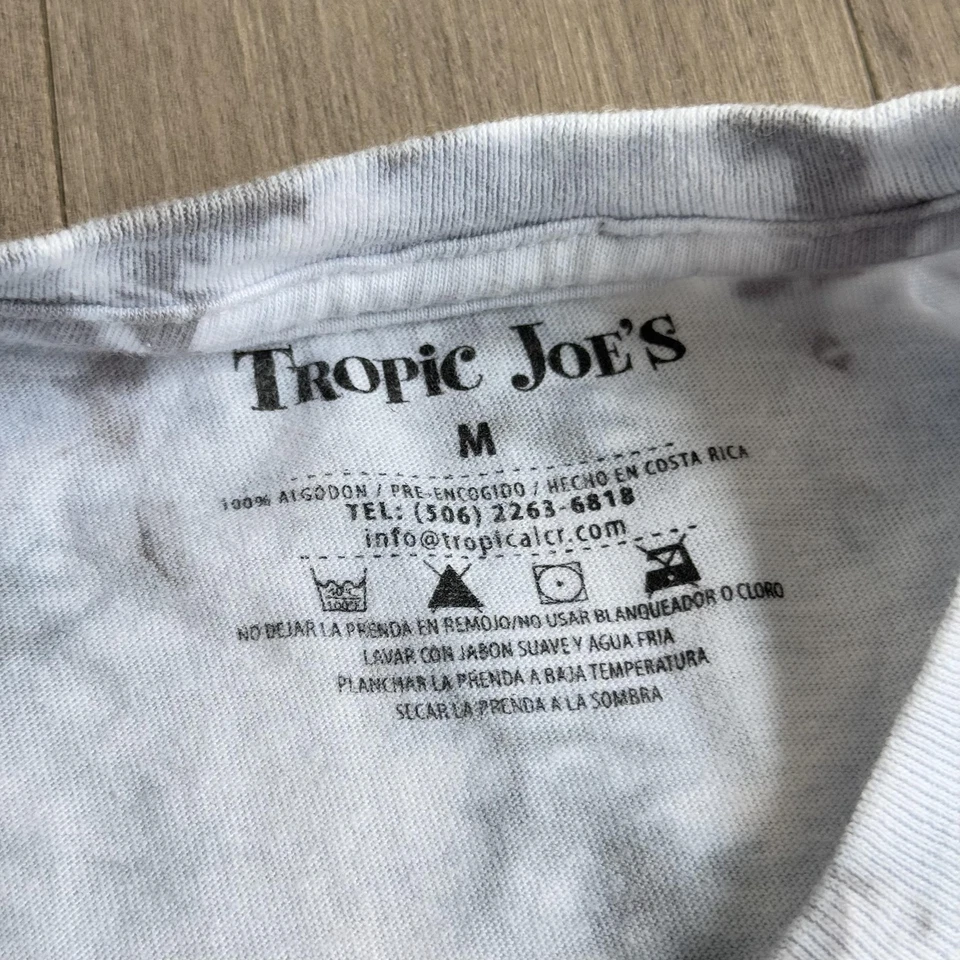 TROPiC JOE'S
M
100% ALGODON / PRE-ENCOGIDO / HECHO EN COSTA RICA
TEL: (506) 2263-6818
info@tropicalcr.com
40°C
100°F
NO DEJAR LA PRENDA EN REMOJO/NO USAR BLANQUEADOR O CLORO
LAVAR CON JABON SUAVE Y AGUA FRIA
PLANCHAR LA PRENDA A BAJA TEMPERATURA
SECAR LA PRENDA A LA SOMBRA